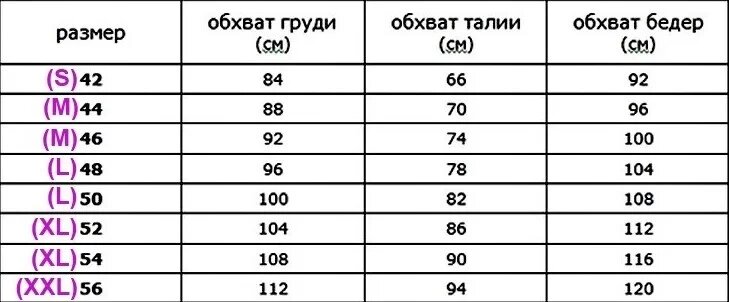 размер обхват груди (см) обхват талии (см) обхват бедер (см)
(S) 42 84 66 92
(M) 44 88 70 96
(M) 46 92 74 100
(L) 48 96 78 104
(L) 50 100 82 108
(XL) 52 104 86 112
(XL) 54 108 90 116
(XXL) 56 112 94 120